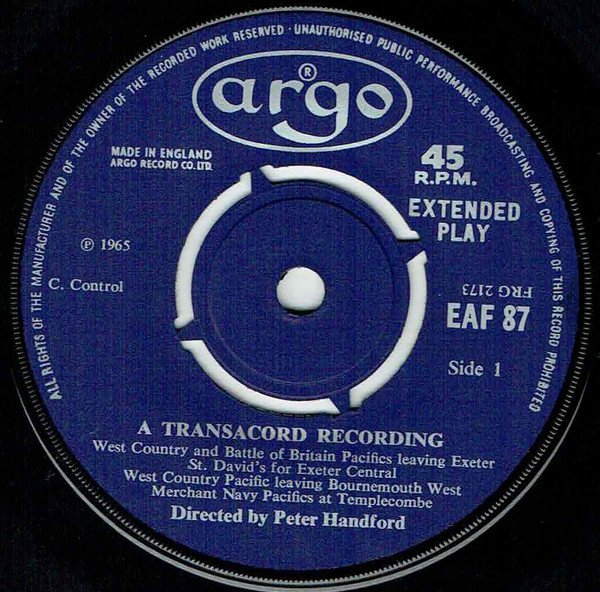 ALL RIGHTS OF THE MANUFACTURER AND OF THE OWNER OF THE RECORDED WORK RESERVED · UNAUTHORISED PUBLIC PERFORMANCE BROADCASTING AND COPYING OF THIS RECORD PROHIBITED
argo ®
MADE IN ENGLAND
ARGO RECORD CO. LTD.
45
R.P.M.
EXTENDED
PLAY
℗ 1965
C. Control
FRG 2173
EAF 87
Side 1
A TRANSACORD RECORDING
West Country and Battle of Britain Pacifics leaving Exeter
St. David's for Exeter Central
West Country Pacific leaving Bournemouth West
Merchant Navy Pacifics at Templecombe
Directed by Peter Handford